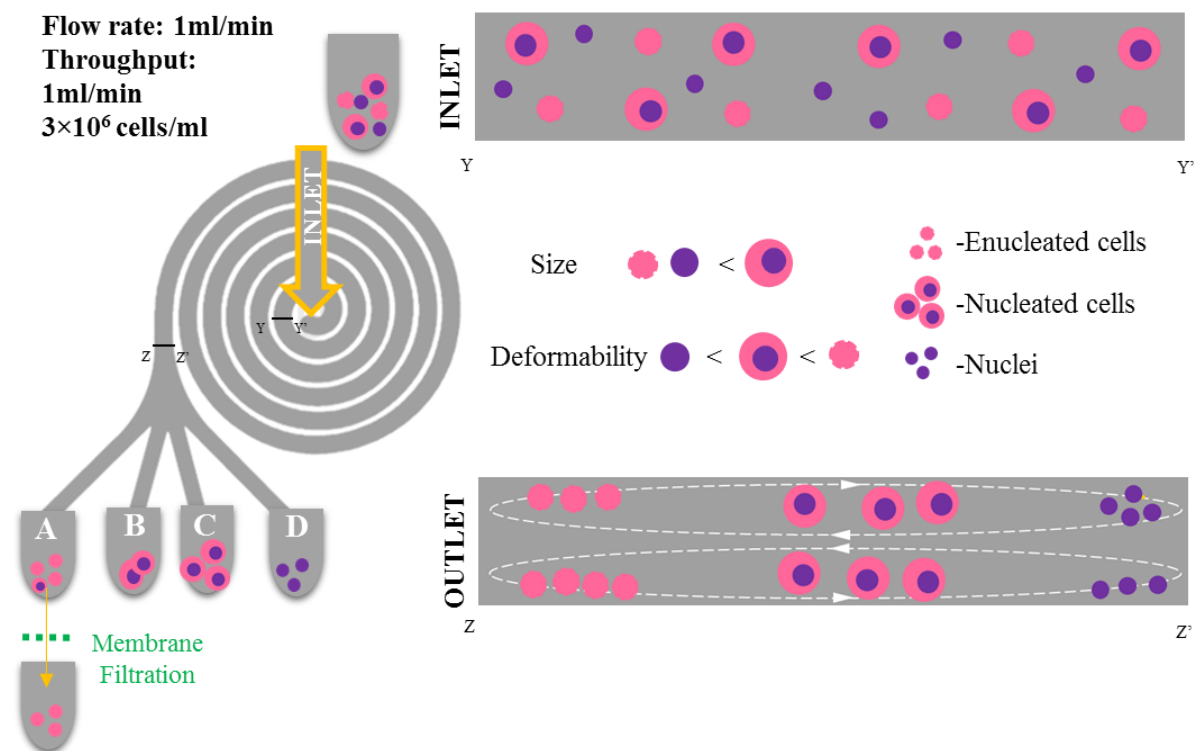 Flow rate: 1ml/min
Throughput:
1ml/min
3×10⁶ cells/ml
INLET
Y
Y'
INLET
Y Y'
Z Z'
Size
<
Deformability
< <
-Enucleated cells
-Nucleated cells
-Nuclei
A B C D
Membrane
Filtration
OUTLET
Z
Z'